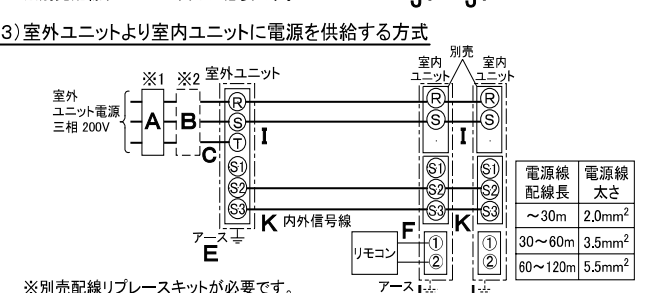 3）室外ユニットより室内ユニットに電源を供給する方式
※1 ※2 室外ユニット
別売
室内ユニット
室内ユニット
室外
ユニット電源
三相 200V
A
B
C
R
S
T
S1
S2
S3
I
R
S
S1
S2
S3
I
R
S
S1
S2
S3
K 内外信号線
K
アース
E
F
リモコン
①
②
①
②
アース
電源線配線長 電源線太さ
～30m 2.0mm²
30～60m 3.5mm²
60～120m 5.5mm²
※別売配線リプレースキットが必要です。